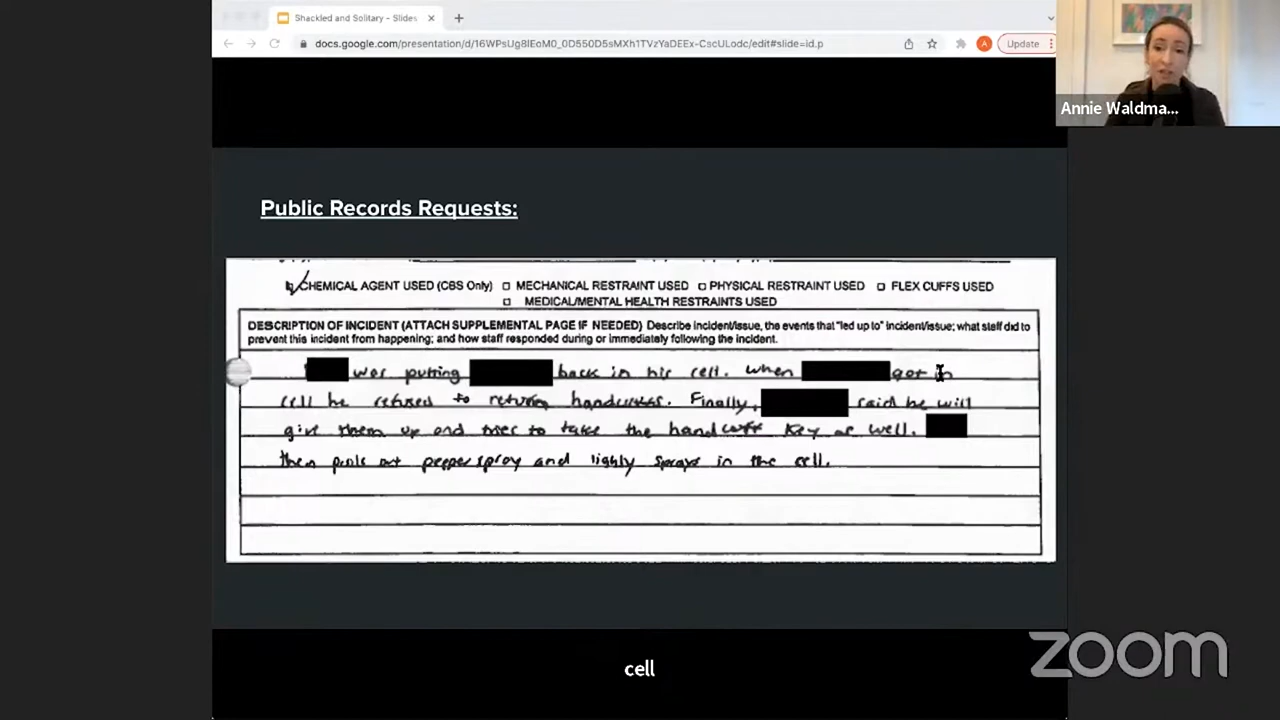 Shackled and Solitary - Slides
docs.google.com/presentation/d/16WPsUg8lEoM0_0D550D5sMXh1TVzYaDEEx-CscULodc/edit#slide=id.p
A
Update
Annie Waldma...
Public Records Requests:
CHEMICAL AGENT USED (CBS Only) MECHANICAL RESTRAINT USED PHYSICAL RESTRAINT USED FLEX CUFFS USED
MEDICAL/MENTAL HEALTH RESTRAINTS USED
DESCRIPTION OF INCIDENT (ATTACH SUPPLEMENTAL PAGE IF NEEDED) Describe incident/issue, the events that "led up to" incident/issue; what staff did to
prevent this incident from happening; and how staff responded during or immediately following the incident.
was putting back in his cell. When got in
cell he refused to return handcuffs. Finally, said he will
give them up and tries to take the handcuff key as well.
then pulls out pepper spray and lighly sprays in the cell.
zoom
cell